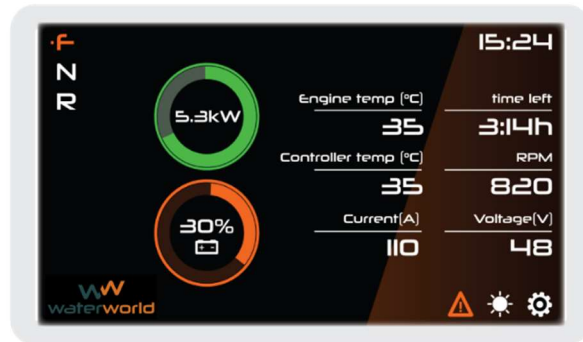 ·F
15:24
N
R
5.3kW
Engine temp (°C)
time left
35
3:14h
Controller temp (°C)
RPM
35
820
30%
Current(A)
Voltage(V)
110
48
waterworld